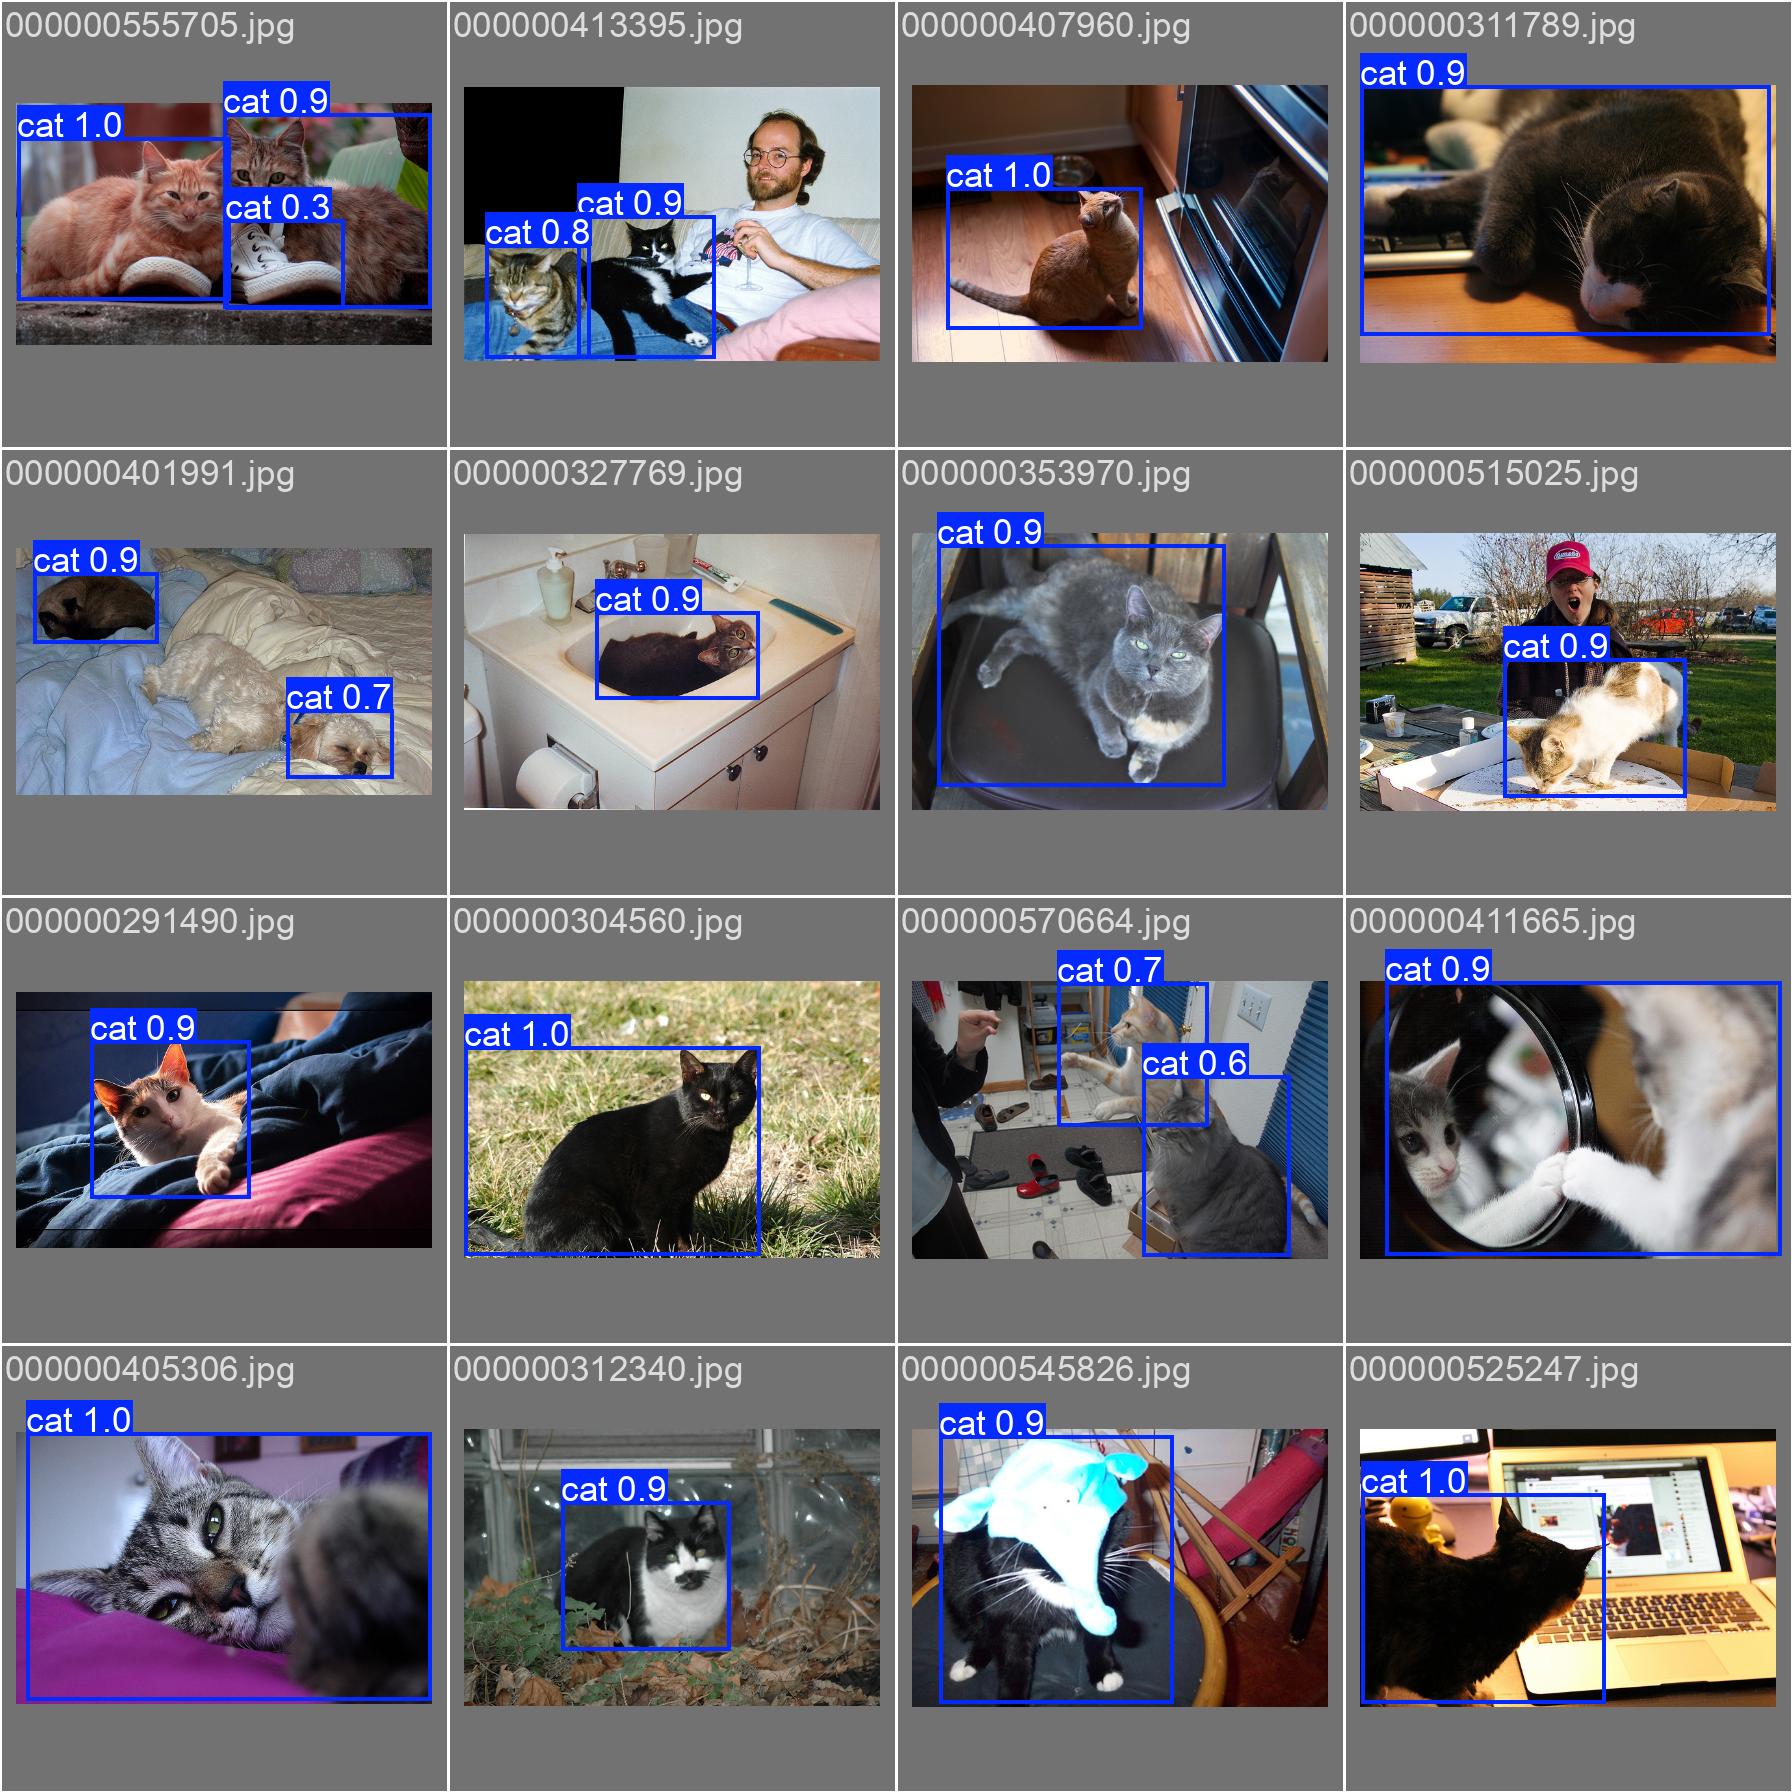 000000555705.jpg
000000413395.jpg
000000407960.jpg
000000311789.jpg
cat 1.0
cat 0.9
cat 0.3
cat 0.8
cat 0.9
cat 1.0
cat 0.9
000000401991.jpg
000000327769.jpg
000000353970.jpg
000000515025.jpg
cat 0.9
cat 0.7
cat 0.9
cat 0.9
cat 0.9
000000291490.jpg
000000304560.jpg
000000570664.jpg
000000411665.jpg
cat 0.9
cat 1.0
cat 0.7
cat 0.6
cat 0.9
000000405306.jpg
000000312340.jpg
000000545826.jpg
000000525247.jpg
cat 1.0
cat 0.9
cat 0.9
cat 1.0